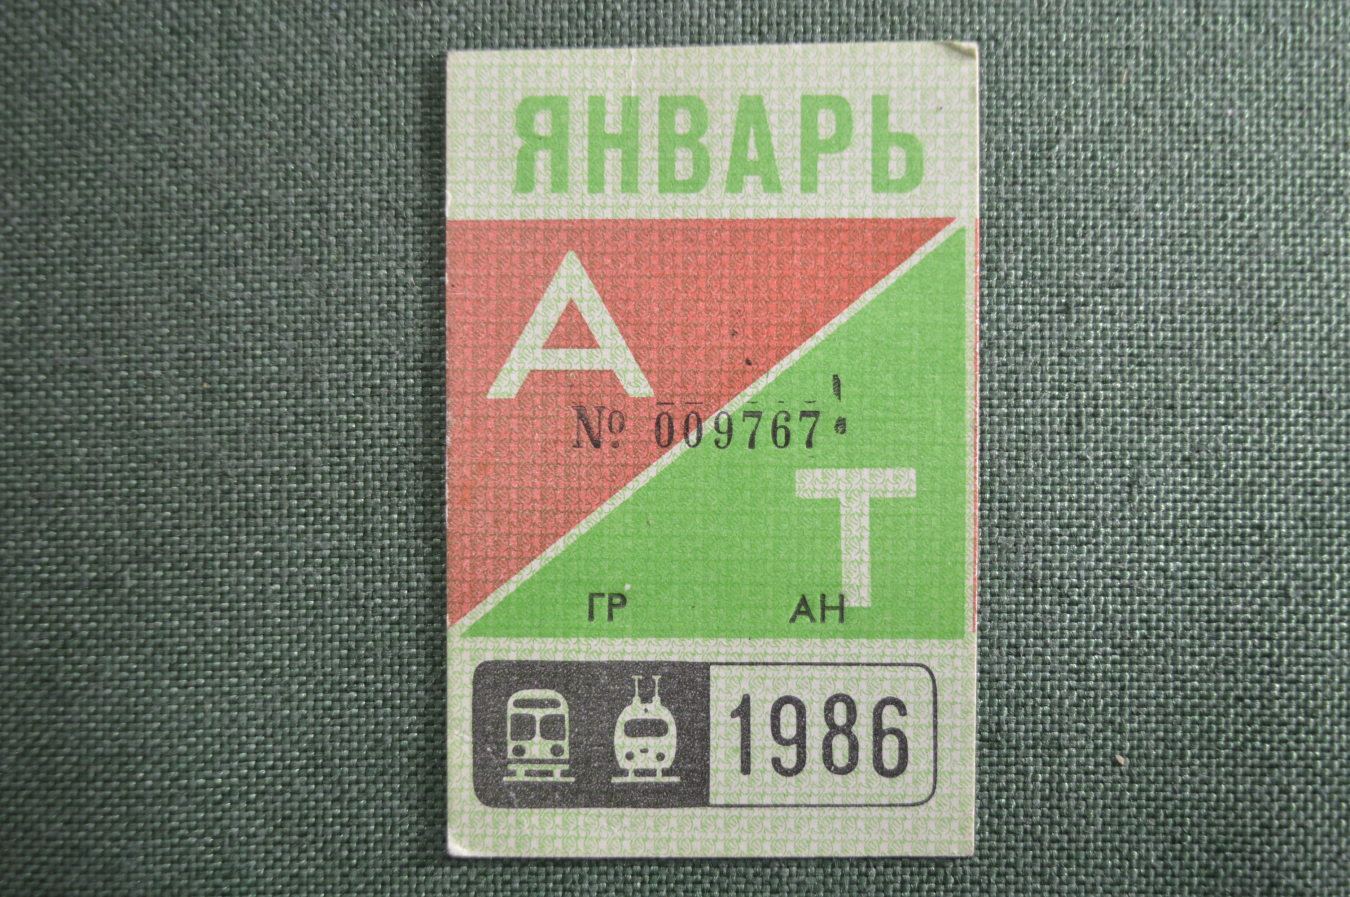 ЯНВАРЬ
А
№ 009767
Т
ГР АН
1986